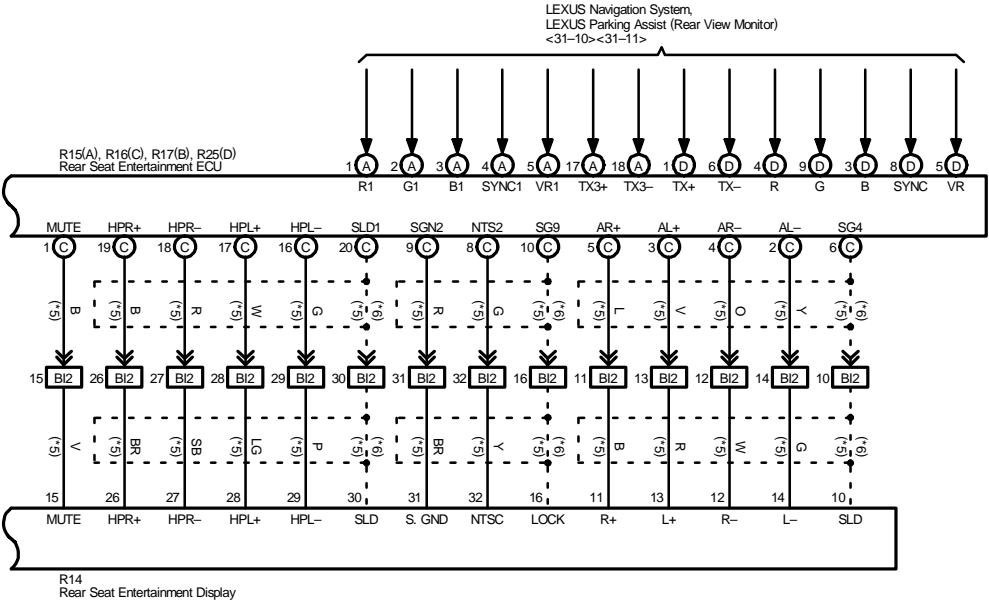 LEXUS Navigation System,
LEXUS Parking Assist (Rear View Monitor)
<31–10><31–11>
R15(A), R16(C), R17(B), R25(D)
Rear Seat Entertainment ECU
1 A 2 A 3 A 4 A 5 A 17 A 18 A 1 D 6 D 4 D 9 D 3 D 8 D 5 D
R1 G1 B1 SYNC1 VR1 TX3+ TX3– TX+ TX– R G B SYNC VR
MUTE HPR+ HPR– HPL+ HPL– SLD1 SGN2 NTS2 SG9 AR+ AL+ AR– AL– SG4
1 C 19 C 18 C 17 C 16 C 20 C 9 C 8 C 10 C 5 C 3 C 4 C 2 C 6 C
B B R W G (*6) R G (*6) L V O Y (*6)
(*5) (*5) (*5) (*5) (*5) (*5) (*5) (*5) (*5) (*5) (*5) (*5) (*5) (*5)
15 BI2 26 BI2 27 BI2 28 BI2 29 BI2 30 BI2 31 BI2 32 BI2 16 BI2 11 BI2 13 BI2 12 BI2 14 BI2 10 BI2
V BR SB LG P (*6) BR Y (*6) B R W G (*6)
(*5) (*5) (*5) (*5) (*5) (*5) (*5) (*5) (*5) (*5) (*5) (*5) (*5) (*5)
15 26 27 28 29 30 31 32 16 11 13 12 14 10
MUTE HPR+ HPR– HPL+ HPL– SLD S. GND NTSC LOCK R+ L+ R– L– SLD
R14
Rear Seat Entertainment Display